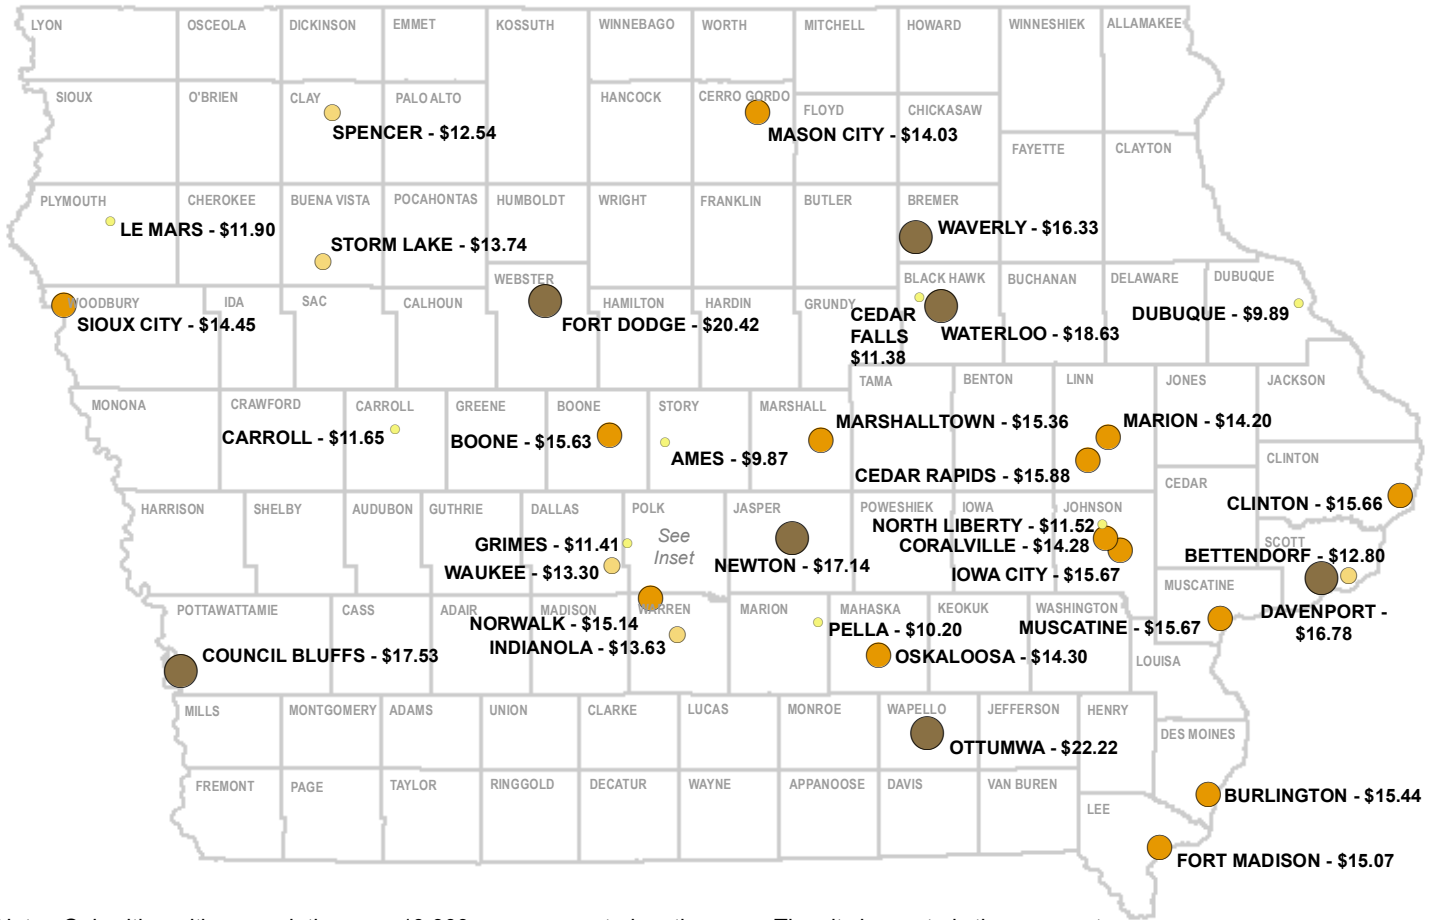 LYON
OSCEOLA
DICKINSON
EMMET
KOSSUTH
WINNEBAGO
WORTH
MITCHELL
HOWARD
WINNESHIEK
ALLAMAKEE
SIOUX
O'BRIEN
CLAY
PALO ALTO
HANCOCK
CERRO GORDO
FLOYD
CHICKASAW
SPENCER - $12.54
MASON CITY - $14.03
FAYETTE
CLAYTON
PLYMOUTH
CHEROKEE
BUENA VISTA
POCAHONTAS
HUMBOLDT
WRIGHT
FRANKLIN
BUTLER
BREMER
LE MARS - $11.90
STORM LAKE - $13.74
WAVERLY - $16.33
WEBSTER
BLACK HAWK
BUCHANAN
DELAWARE
DUBUQUE
WOODBURY
IDA
SAC
CALHOUN
HAMILTON
HARDIN
GRUNDY
SIOUX CITY - $14.45
FORT DODGE - $20.42
CEDAR
FALLS
$11.38
WATERLOO - $18.63
DUBUQUE - $9.89
TAMA
BENTON
LINN
JONES
JACKSON
MONONA
CRAWFORD
CARROLL
GREENE
BOONE
STORY
MARSHALL
CARROLL - $11.65
BOONE - $15.63
AMES - $9.87
MARSHALLTOWN - $15.36
MARION - $14.20
CEDAR RAPIDS - $15.88
CLINTON
CEDAR
CLINTON - $15.66
HARRISON
SHELBY
AUDUBON
GUTHRIE
DALLAS
POLK
JASPER
POWESHIEK
IOWA
JOHNSON
See
Inset
GRIMES - $11.41
WAUKEE - $13.30
NEWTON - $17.14
NORTH LIBERTY - $11.52
CORALVILLE - $14.28
IOWA CITY - $15.67
SCOTT
BETTENDORF - $12.80
DAVENPORT -
$16.78
MUSCATINE
POTTAWATTAMIE
CASS
ADAIR
MADISON
WARREN
MARION
MAHASKA
KEOKUK
WASHINGTON
NORWALK - $15.14
INDIANOLA - $13.63
PELLA - $10.20
MUSCATINE - $15.67
COUNCIL BLUFFS - $17.53
OSKALOOSA - $14.30
LOUISA
MILLS
MONTGOMERY
ADAMS
UNION
CLARKE
LUCAS
MONROE
WAPELLO
JEFFERSON
HENRY
DES MOINES
OTTUMWA - $22.22
FREMONT
PAGE
TAYLOR
RINGGOLD
DECATUR
WAYNE
APPANOOSE
DAVIS
VAN BUREN
LEE
BURLINGTON - $15.44
FORT MADISON - $15.07